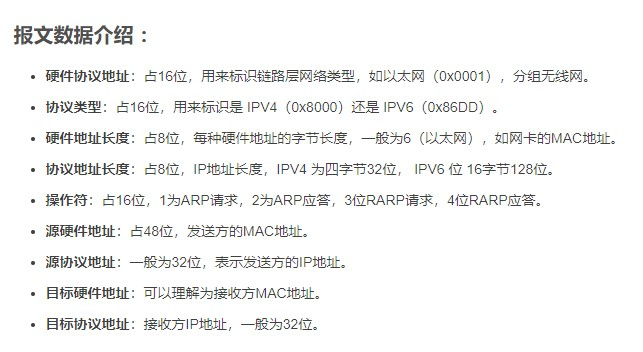 报文数据介绍：
硬件协议地址：占16位，用来标识链路层网络类型，如以太网（0x0001），分组无线网。
协议类型：占16位，用来标识是 IPV4（0x8000）还是 IPV6（0x86DD）。
硬件地址长度：占8位，每种硬件地址的字节长度，一般为6（以太网），如网卡的MAC地址。
协议地址长度：占8位，IP地址长度，IPV4 为四字节32位， IPV6 位 16字节128位。
操作符：占16位，1为ARP请求，2为ARP应答，3位RARP请求，4位RARP应答。
源硬件地址：占48位，发送方的MAC地址。
源协议地址：一般为32位，表示发送方的IP地址。
目标硬件地址：可以理解为接收方MAC地址。
目标协议地址：接收方IP地址，一般为32位。